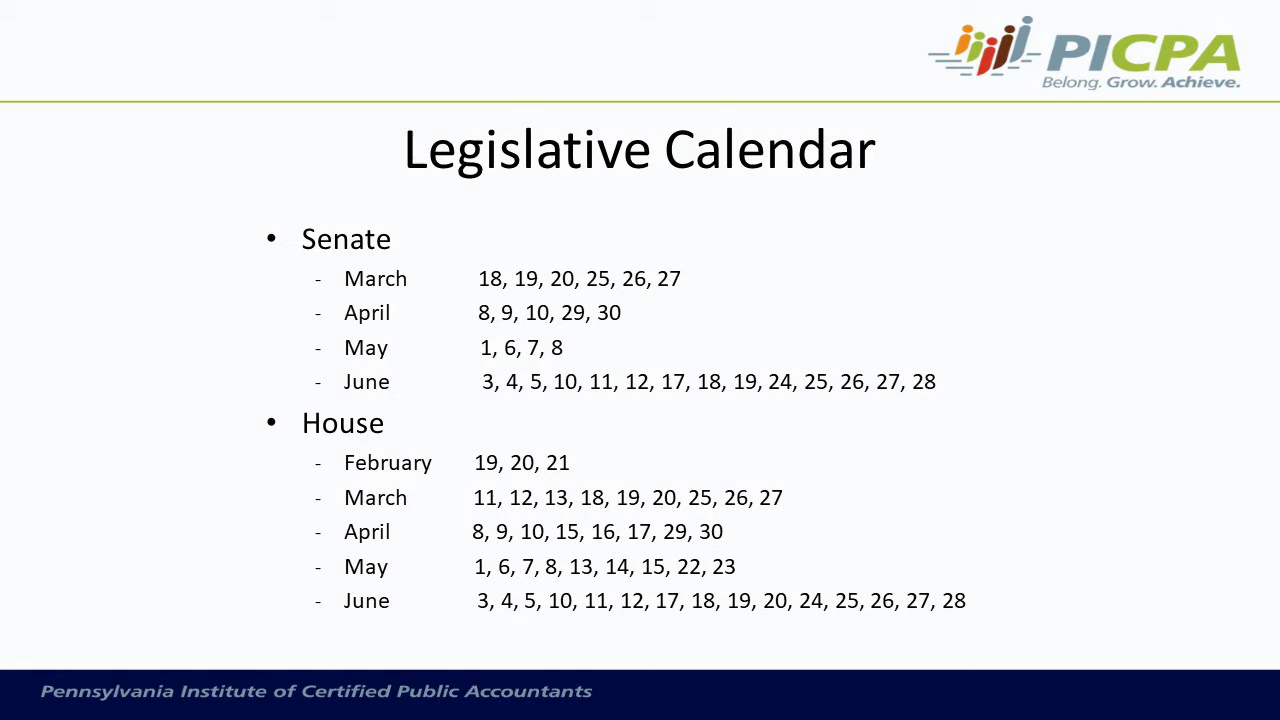 PICPA
Belong. Grow. Achieve.
Legislative Calendar
• Senate
- March 18, 19, 20, 25, 26, 27
- April 8, 9, 10, 29, 30
- May 1, 6, 7, 8
- June 3, 4, 5, 10, 11, 12, 17, 18, 19, 24, 25, 26, 27, 28
• House
- February 19, 20, 21
- March 11, 12, 13, 18, 19, 20, 25, 26, 27
- April 8, 9, 10, 15, 16, 17, 29, 30
- May 1, 6, 7, 8, 13, 14, 15, 22, 23
- June 3, 4, 5, 10, 11, 12, 17, 18, 19, 20, 24, 25, 26, 27, 28
Pennsylvania Institute of Certified Public Accountants